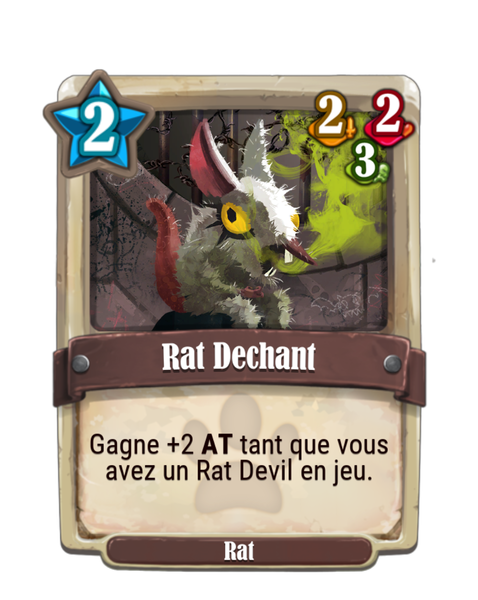 2
2 2
3
Rat Dechant
Gagne +2 AT tant que vous
avez un Rat Devil en jeu.
Rat